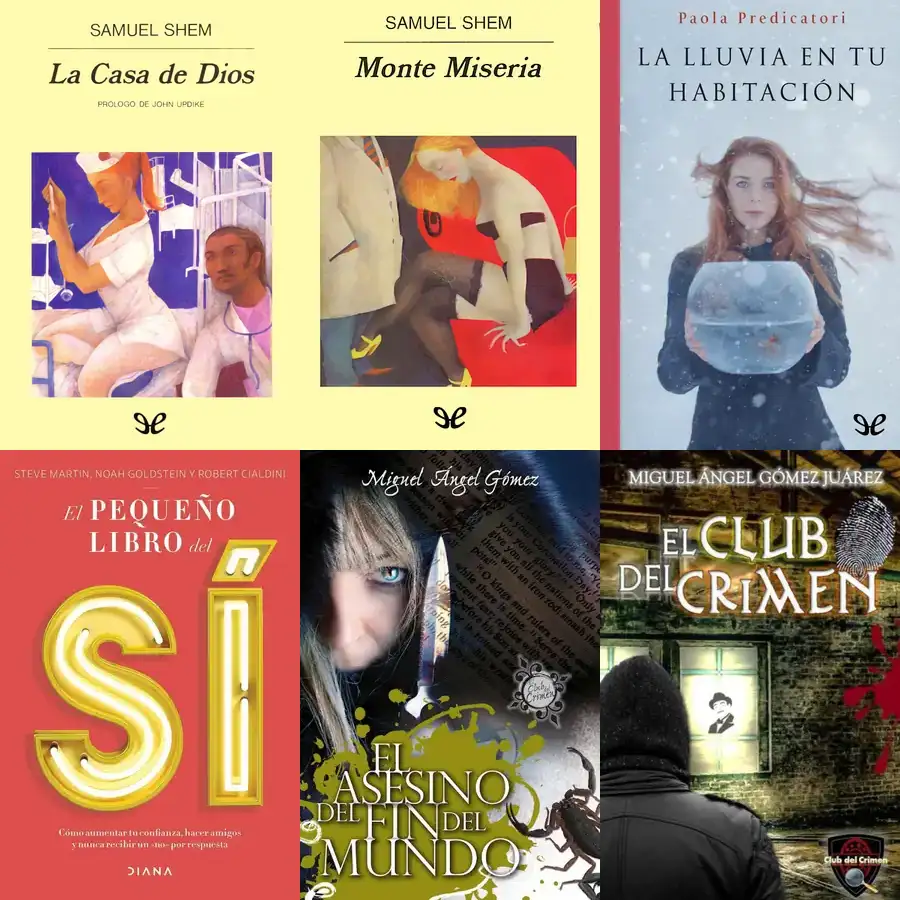 SAMUEL SHEM
La Casa de Dios
PROLOGO DE JOHN UPDIKE
SAMUEL SHEM
Monte Miseria
Paola Predicatori
LA LLUVIA EN TU
HABITACIÓN
STEVE MARTIN, NOAH GOLDSTEIN Y ROBERT CIALDINI
El PEQUEÑO
LIBRO del
SÍ
Cómo aumentar tu confianza, hacer amigos
y nunca recibir un «no» por respuesta
DIANA
Miguel Ángel Gómez
Club del
Crimen
EL
ASESINO
DEL FIN DEL
MUNDO
MIGUEL ÁNGEL GÓMEZ JUÁREZ
EL CLUB
DEL CRIMEN
Club del Crimen